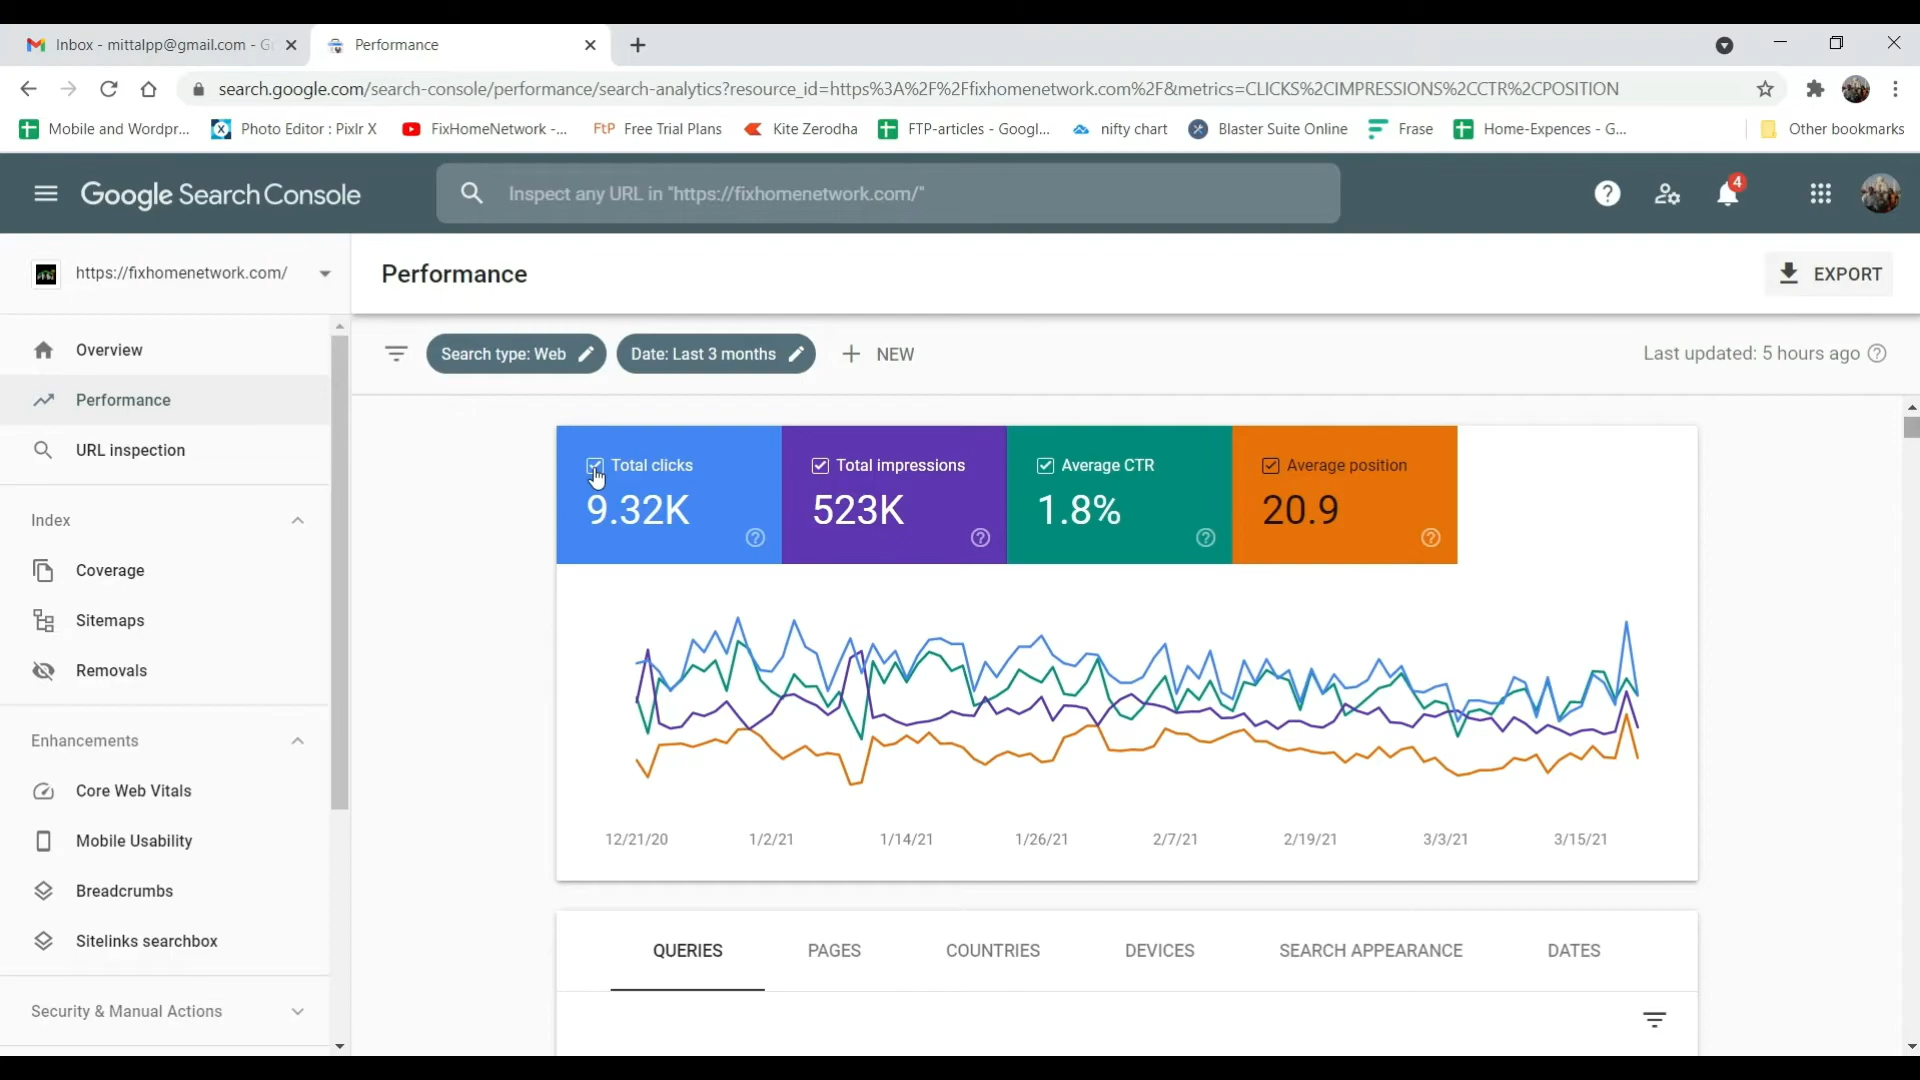 Inbox - mittalpp@gmail.com - G
Performance
search.google.com/search-console/performance/search-analytics?resource_id=https%3A%2F%2Ffixhomenetwork.com%2F&metrics=CLICKS%2CIMPRESSIONS%2CCTR%2CPOSITION
Mobile and Wordpr... Photo Editor : Pixlr X FixHomeNetwork -... FtP Free Trial Plans Kite Zerodha FTP-articles - Googl... nifty chart Blaster Suite Online Frase Home-Expences - G... Other bookmarks
Google Search Console
Inspect any URL in "https://fixhomenetwork.com/"
4
https://fixhomenetwork.com/
Performance
EXPORT
Overview
Performance
URL inspection
Index
Coverage
Sitemaps
Removals
Enhancements
Core Web Vitals
Mobile Usability
Breadcrumbs
Sitelinks searchbox
Security & Manual Actions
Search type: Web
Date: Last 3 months
NEW
Last updated: 5 hours ago
Total clicks
9.32K
Total impressions
523K
Average CTR
1.8%
Average position
20.9
12/21/20 1/2/21 1/14/21 1/26/21 2/7/21 2/19/21 3/3/21 3/15/21
QUERIES PAGES COUNTRIES DEVICES SEARCH APPEARANCE DATES